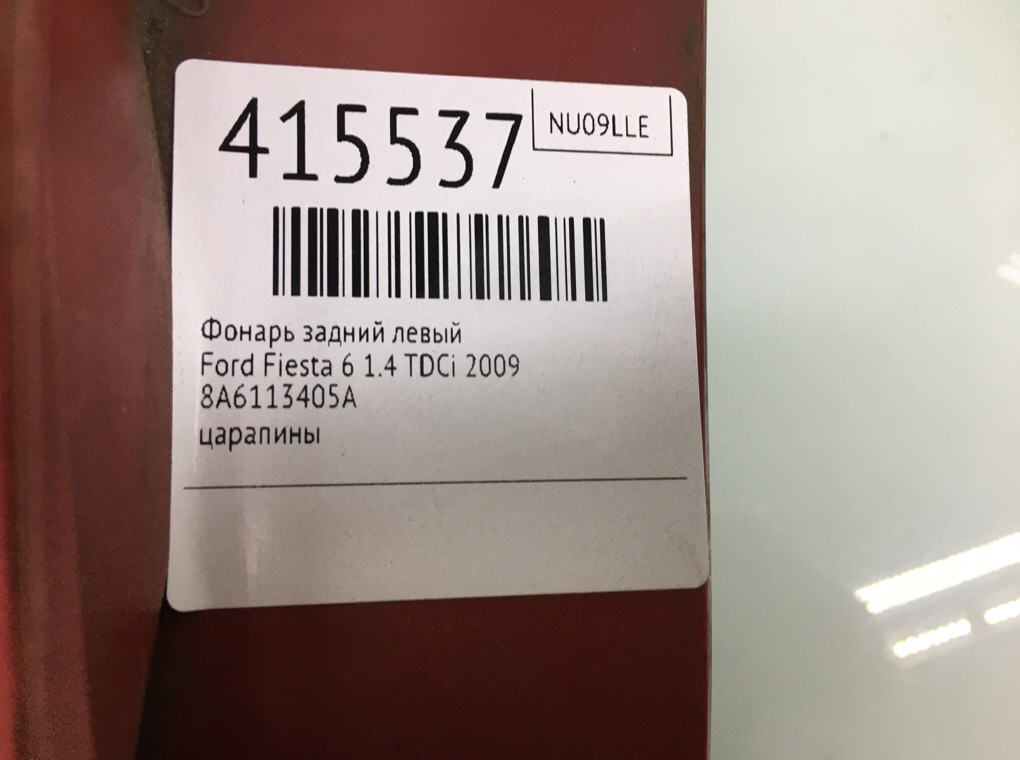 415537
NU09LLE
Фонарь задний левый
Ford Fiesta 6 1.4 TDCi 2009
8A6113405A
царапины